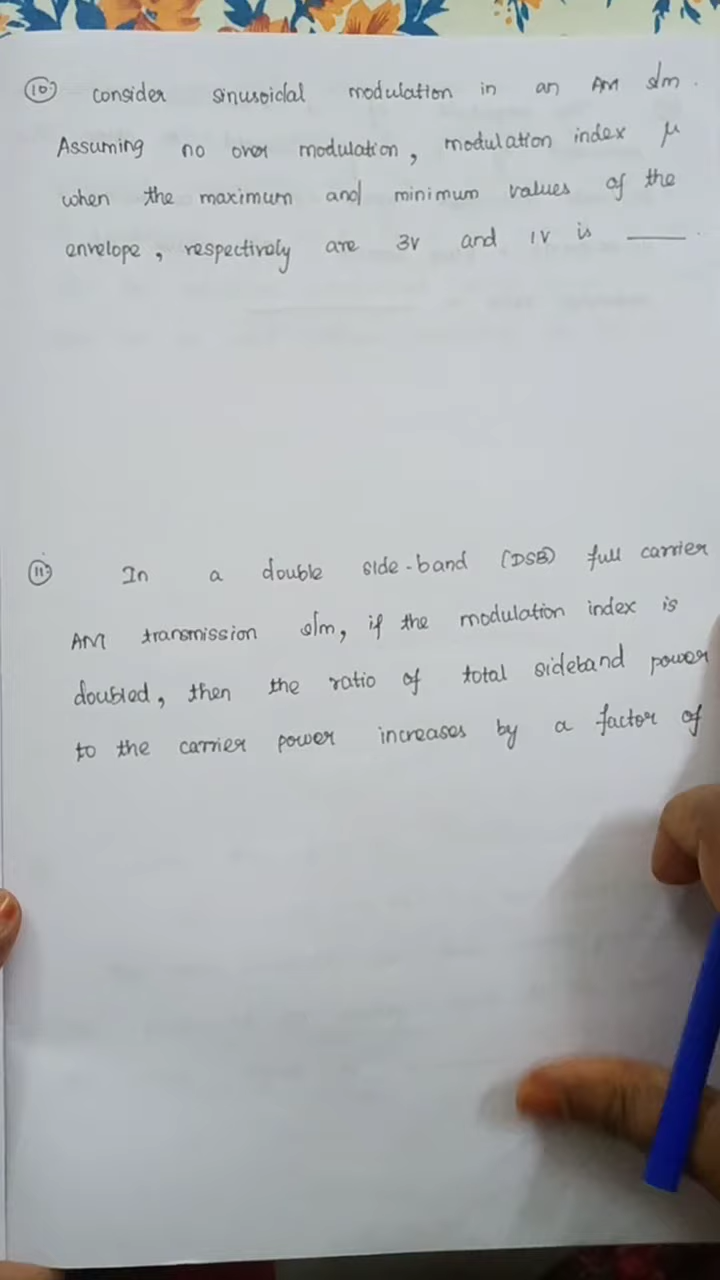 10. consider sinusoidal modulation in an AM s/m.
Assuming no over modulation, modulation index μ
when the maximum and minimum values of the
envelope, respectively are 3V and 1V is ____.
11. In a double side-band (DSB) full carrier
AM transmission s/m, if the modulation index is
doubled, then the ratio of total sideband power
to the carrier power increases by a factor of